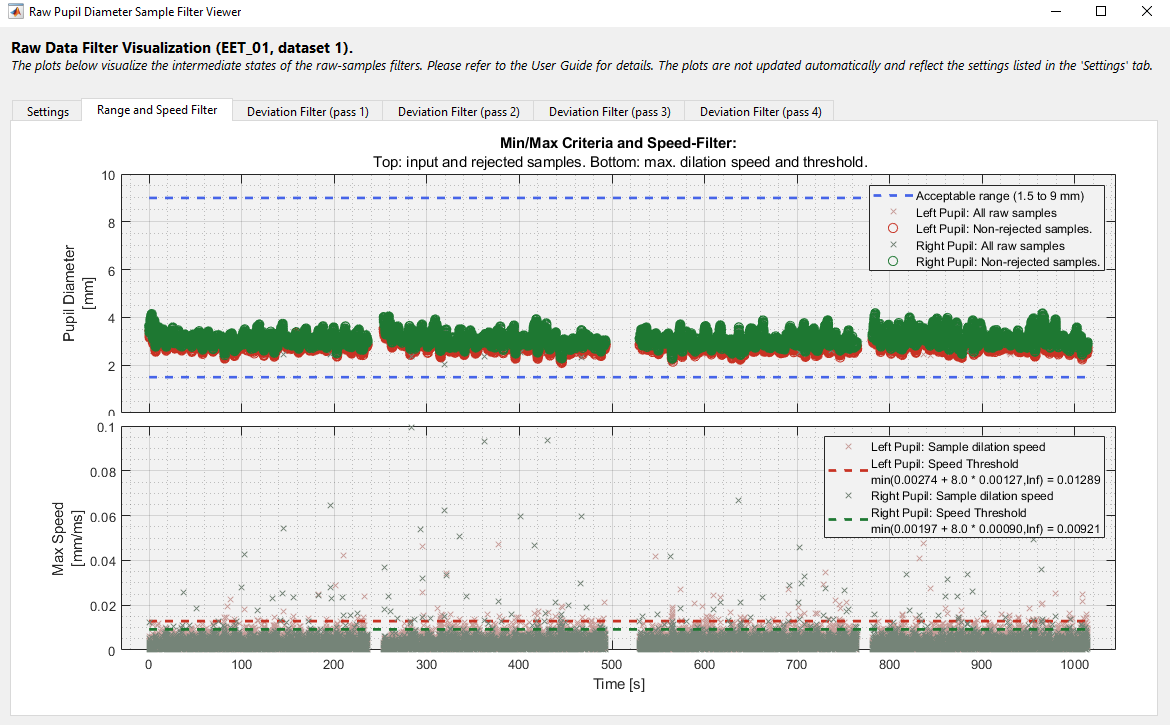 Raw Pupil Diameter Sample Filter Viewer
Raw Data Filter Visualization (EET_01, dataset 1).
The plots below visualize the intermediate states of the raw-samples filters. Please refer to the User Guide for details. The plots are not updated automatically and reflect the settings listed in the 'Settings' tab.
Settings
Range and Speed Filter
Deviation Filter (pass 1)
Deviation Filter (pass 2)
Deviation Filter (pass 3)
Deviation Filter (pass 4)
Min/Max Criteria and Speed-Filter:
Top: input and rejected samples. Bottom: max. dilation speed and threshold.
Pupil Diameter
[mm]
10
8
6
4
2
0
Acceptable range (1.5 to 9 mm)
Left Pupil: All raw samples
Left Pupil: Non-rejected samples.
Right Pupil: All raw samples
Right Pupil: Non-rejected samples.
Max Speed
[mm/ms]
0.1
0.08
0.06
0.04
0.02
0
Left Pupil: Sample dilation speed
Left Pupil: Speed Threshold
min(0.00274 + 8.0 * 0.00127,Inf) = 0.01289
Right Pupil: Sample dilation speed
Right Pupil: Speed Threshold
min(0.00197 + 8.0 * 0.00090,Inf) = 0.00921
0 100 200 300 400 500 600 700 800 900 1000
Time [s]